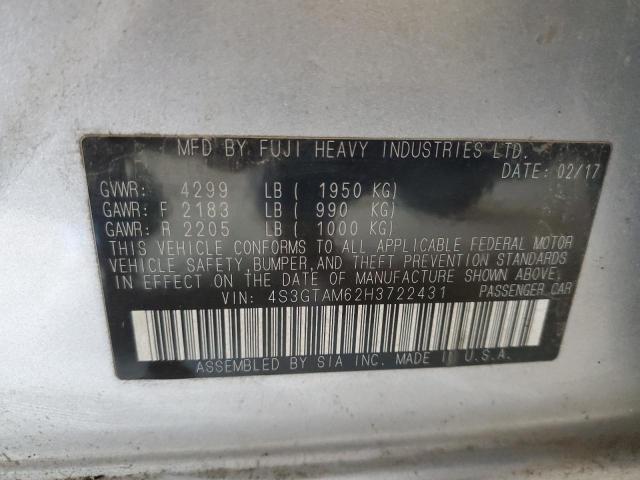 MFD BY FUJI HEAVY INDUSTRIES LTD.
DATE: 02/17
GVWR: 4299 LB ( 1950 KG)
GAWR: F 2183 LB ( 990 KG)
GAWR: R 2205 LB ( 1000 KG)
THIS VEHICLE CONFORMS TO ALL APPLICABLE FEDERAL MOTOR
VEHICLE SAFETY, BUMPER, AND THEFT PREVENTION STANDARDS
IN EFFECT ON THE DATE OF MANUFACTURE SHOWN ABOVE.
VIN: 4S3GTAM62H3722431 PASSENGER CAR
ASSEMBLED BY SIA INC. MADE IN U.S.A.